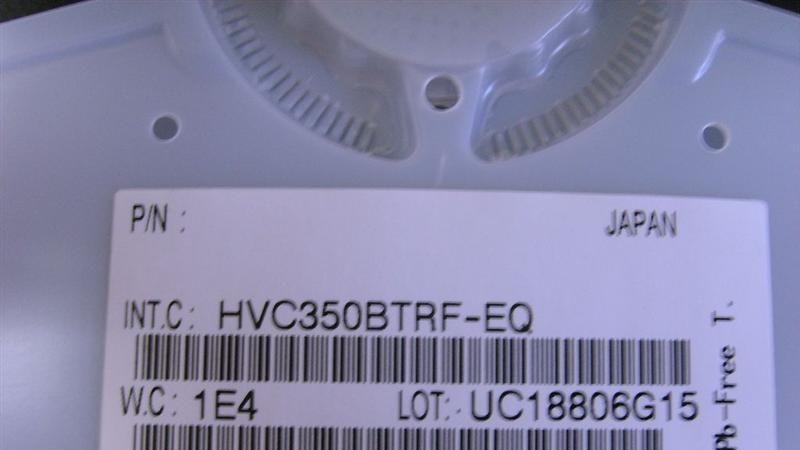 P/N :
JAPAN
INT.C: HVC350BTRF-EQ
W.C: 1E4 LOT: UC18806G15
Pb-Free T.